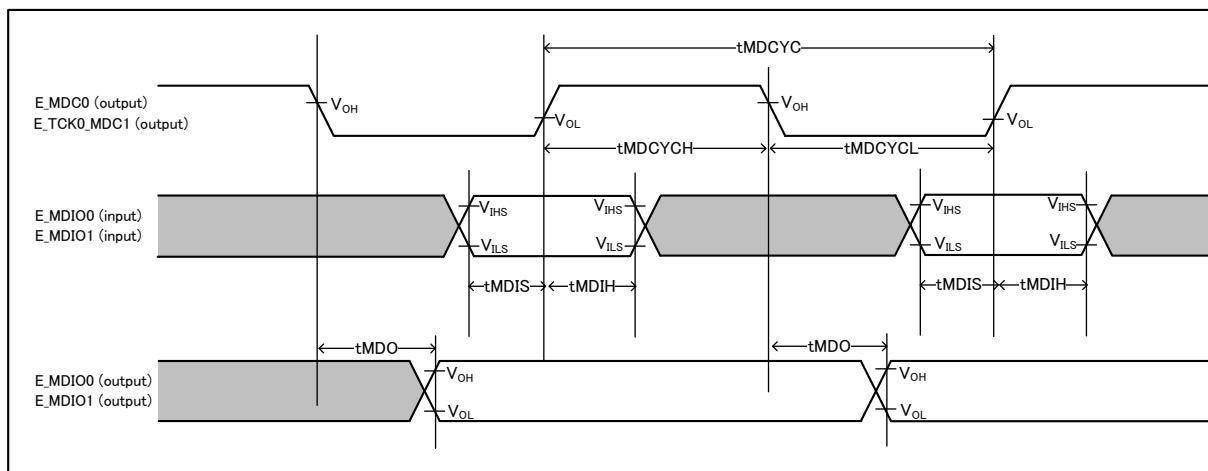 tMDCYC
E_MDC0 (output)
E_TCK0_MDC1 (output)
VOH
VOL
VOH
VOL
tMDCYCH
tMDCYCL
E_MDIO0 (input)
E_MDIO1 (input)
VIHS
VIHS
VIHS
VIHS
VILS
VILS
VILS
VILS
tMDIS
tMDIH
tMDIS
tMDIH
tMDO
tMDO
E_MDIO0 (output)
E_MDIO1 (output)
VOH
VOH
VOL
VOL